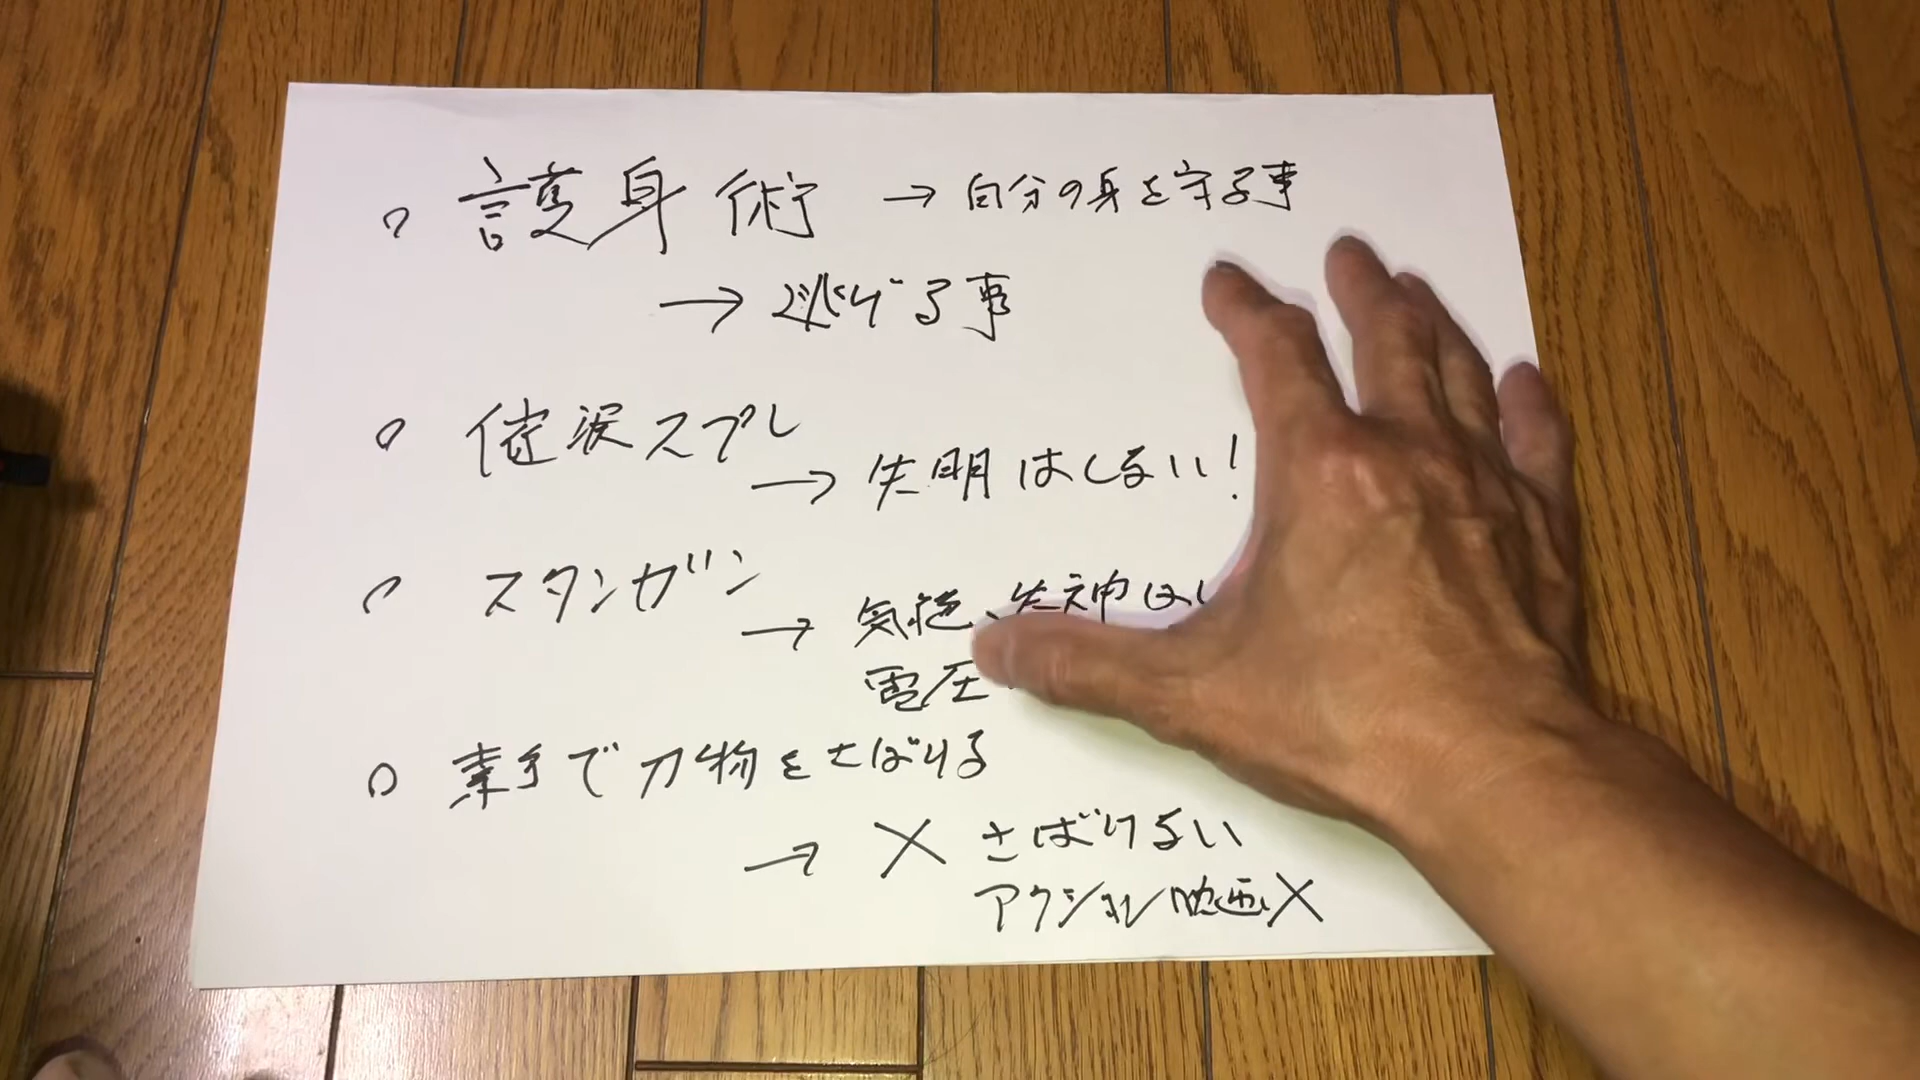 ○ 護身術 → 自分の身を守る事
→ 逃げる事
○ 催涙スプレ
→ 失明はしない!
○ スタンガン
→ 気絶、失神は
電圧
○ 素手で刀物をさばける
→ × さばけない
アクション映画×